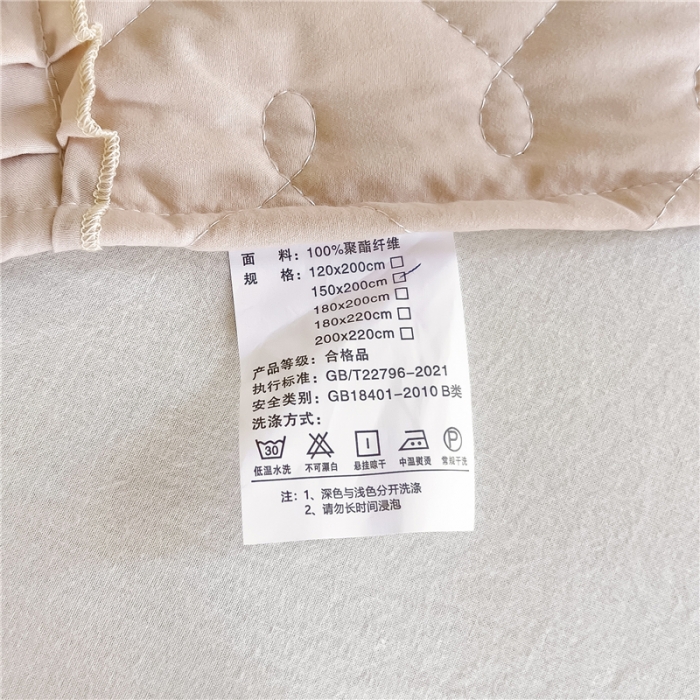 面 料：100%聚酯纤维
规 格：120x200cm
150x200cm
180x200cm
180x220cm
200x220cm
产品等级：合格品
执行标准：GB/T22796-2021
安全类别：GB18401-2010 B类
洗涤方式：
30 P
低温水洗 不可漂白 悬挂晾干 中温熨烫 常规干洗
注：1、深色与浅色分开洗涤
2、请勿长时间浸泡